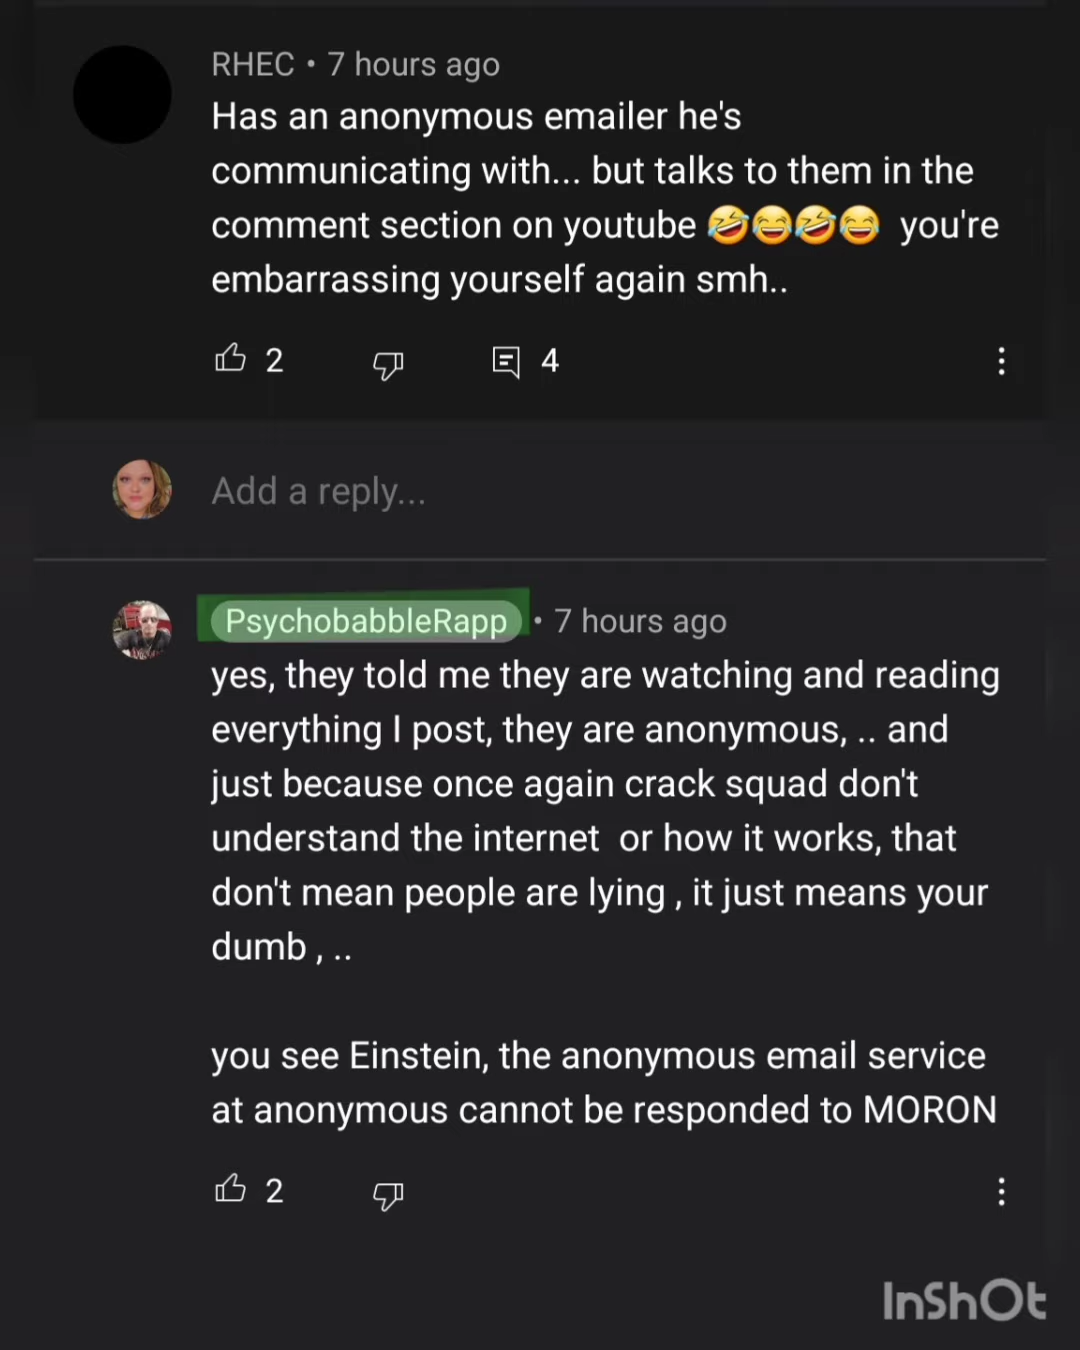 RHEC • 7 hours ago
Has an anonymous emailer he's
communicating with... but talks to them in the
comment section on youtube 🤣😂🤣😂 you're
embarrassing yourself again smh..
2 4
Add a reply...
PsychobabbleRapp • 7 hours ago
yes, they told me they are watching and reading
everything I post, they are anonymous, .. and
just because once again crack squad don't
understand the internet  or how it works, that
don't mean people are lying , it just means your
dumb , ..
you see Einstein, the anonymous email service
at anonymous cannot be responded to MORON
2
InShOt